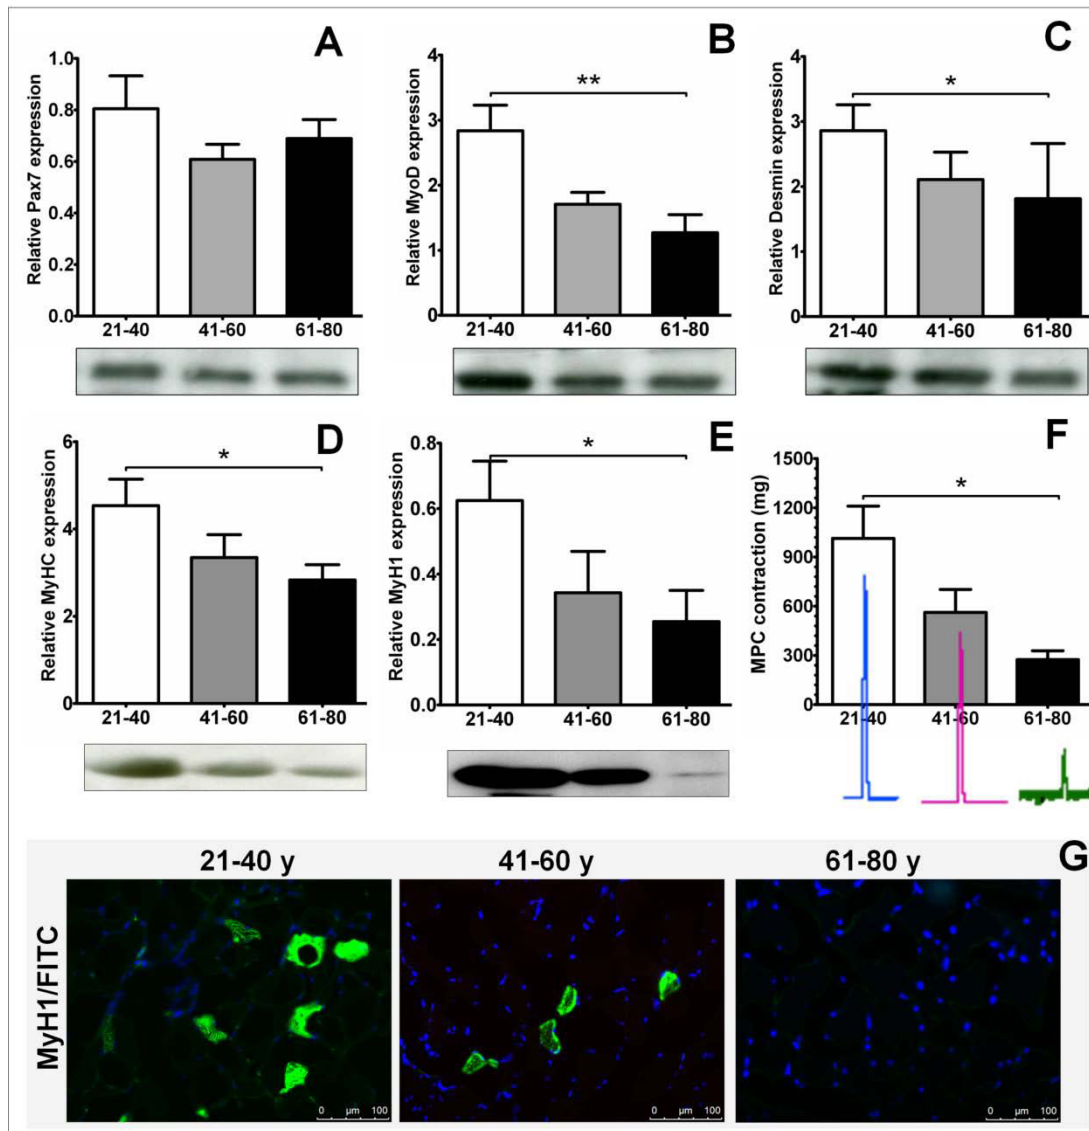 A
Relative Pax7 expression
1.0
0.8
0.6
0.4
0.2
0.0
21-40 41-60 61-80
B
Relative MyoD expression
4
3
2
1
0
**
21-40 41-60 61-80
C
Relative Desmin expression
4
3
2
1
0
*
21-40 41-60 61-80
D
Relative MyHC expression
6
4
2
0
*
21-40 41-60 61-80
E
Relative MyH1 expression
0.8
0.6
0.4
0.2
0.0
*
21-40 41-60 61-80
F
MPC contraction (mg)
1500
1200
900
600
300
0
*
21-40 41-60 61-80
G
21-40 y 41-60 y 61-80 y
MyH1/FITC
0 µm 100
0 µm 100
0 µm 100